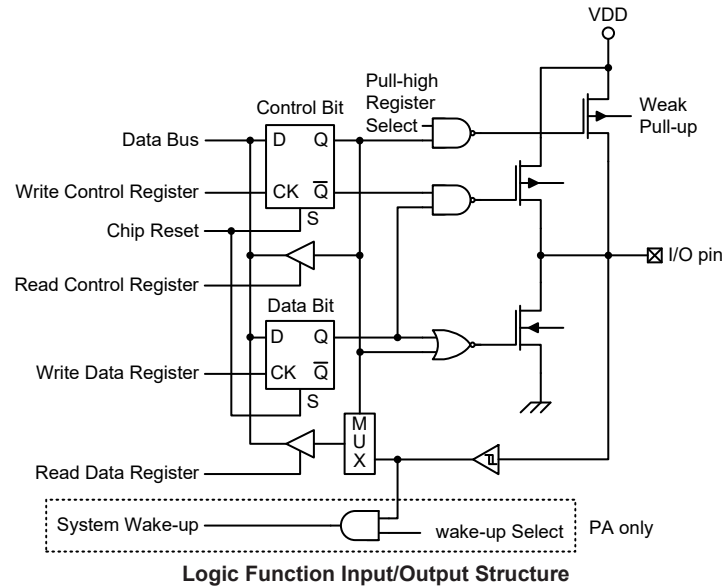 VDD
Pull-high
Register
Select
Weak
Pull-up
Control Bit
Data Bus
D Q
Write Control Register
CK Q
S
Chip Reset
I/O pin
Read Control Register
Data Bit
D Q
Write Data Register
CK Q
S
M
U
X
Read Data Register
System Wake-up
wake-up Select
PA only
Logic Function Input/Output Structure